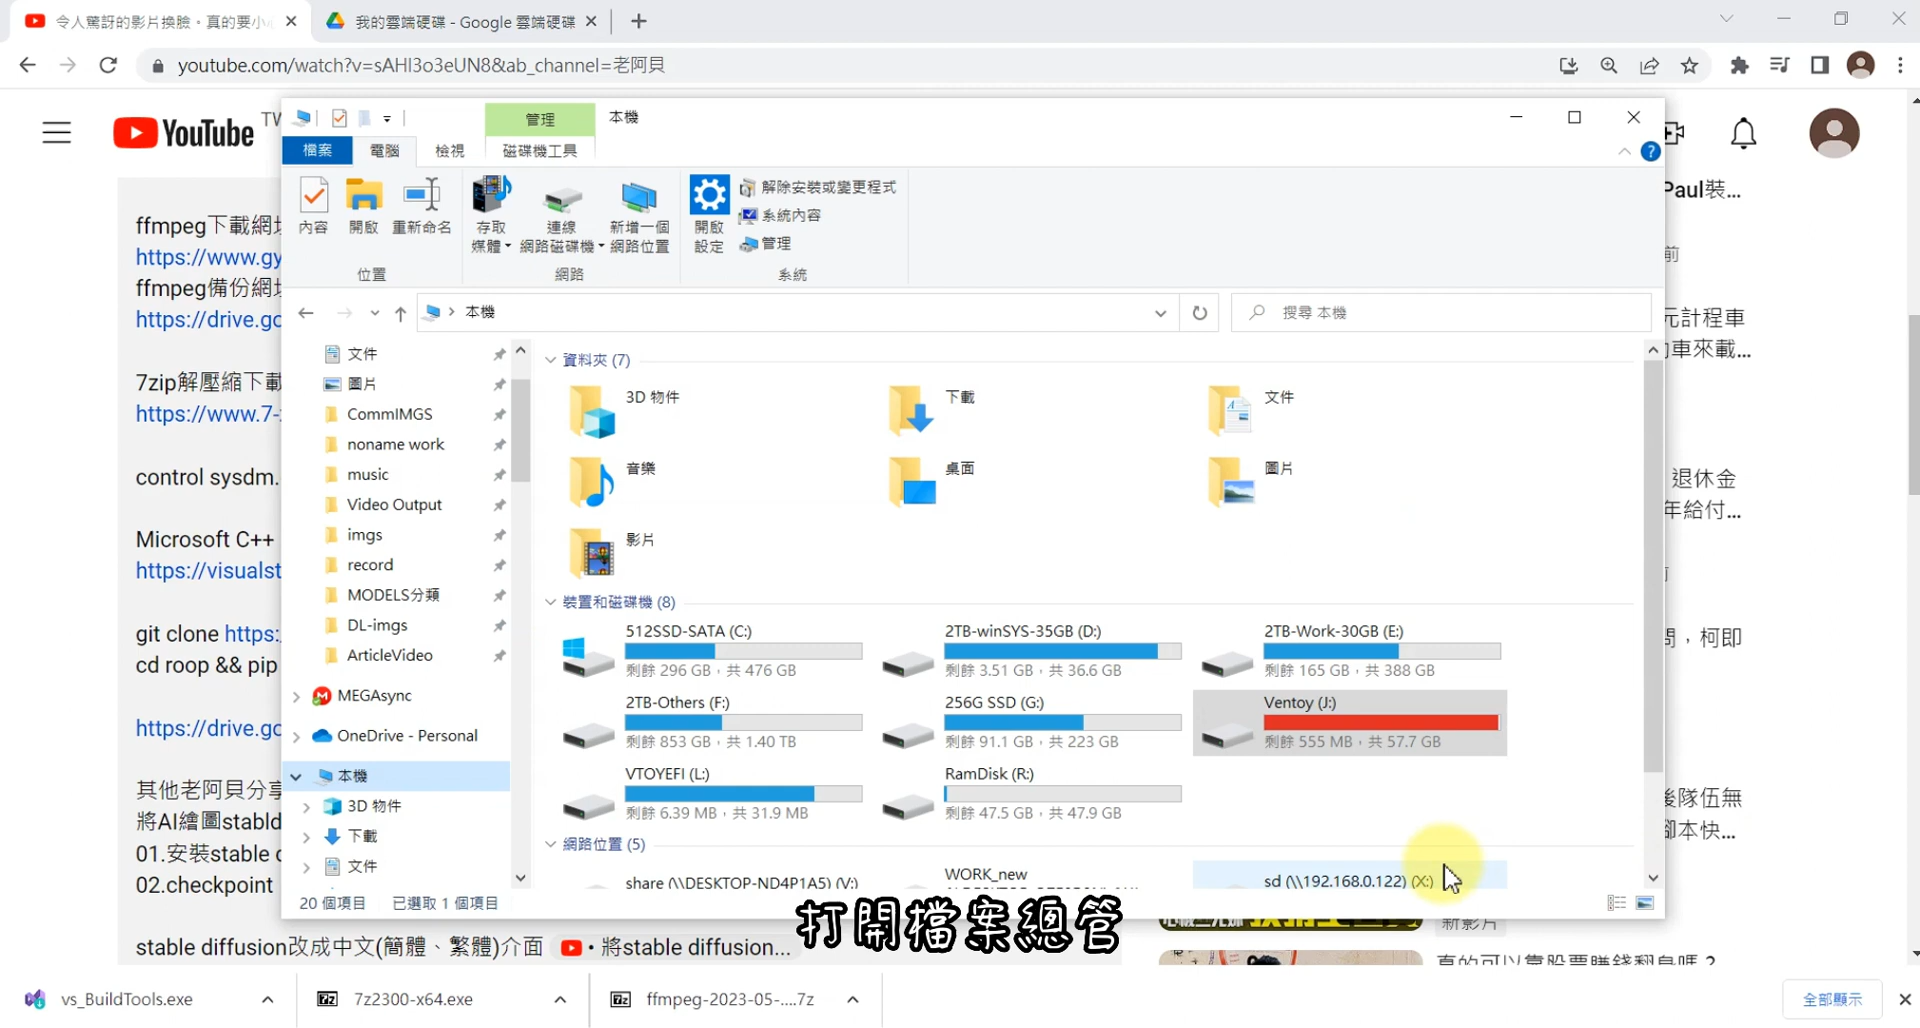 令人驚訝的影片換臉。真的要小心
我的雲端硬碟 - Google 雲端硬碟
youtube.com/watch?v=sAHI3o3eUN8&ab_channel=老阿貝
YouTube
TW
管理
本機
檔案
電腦
檢視
磁碟機工具
內容
開啟
重新命名
存取
媒體
連線
網路磁碟機
新增一個
網路位置
開啟
設定
解除安裝或變更程式
系統內容
管理
位置
網路
系統
本機
搜尋 本機
文件
圖片
CommIMGS
noname work
music
Video Output
imgs
record
MODELS分類
DL-imgs
ArticleVideo
MEGAsync
OneDrive - Personal
本機
3D 物件
下載
文件
資料夾 (7)
3D 物件
下載
文件
音樂
桌面
圖片
影片
裝置和磁碟機 (8)
512SSD-SATA (C:)
剩餘 296 GB，共 476 GB
2TB-winSYS-35GB (D:)
剩餘 3.51 GB，共 36.6 GB
2TB-Work-30GB (E:)
剩餘 165 GB，共 388 GB
2TB-Others (F:)
剩餘 853 GB，共 1.40 TB
256G SSD (G:)
剩餘 91.1 GB，共 223 GB
Ventoy (J:)
剩餘 555 MB，共 57.7 GB
VTOYEFI (L:)
剩餘 6.39 MB，共 31.9 MB
RamDisk (R:)
剩餘 47.5 GB，共 47.9 GB
網路位置 (5)
share (\\DESKTOP-ND4P1A5) (V:)
WORK_new
sd (\\192.168.0.122) (X:)
20 個項目
已選取 1 個項目
ffmpeg下載網
https://www.gy
ffmpeg備份網
https://drive.go
7zip解壓縮下載
https://www.7-
control sysdm.
Microsoft C++
https://visualst
git clone https:
cd roop && pip
https://drive.go
其他老阿貝分享
將AI繪圖stabld
01.安裝stable
02.checkpoint
stable diffusion改成中文(簡體、繁體)介面
• 將stable diffusion...
Paul裝...
前
元計程車
車來載...
退休金
年給付...
問，柯即
後隊伍無
腳本快...
新影片
真的可以靠股票賺錢翻身嗎？
打開檔案總管
vs_BuildTools.exe
7z2300-x64.exe
ffmpeg-2023-05-....7z
全部顯示